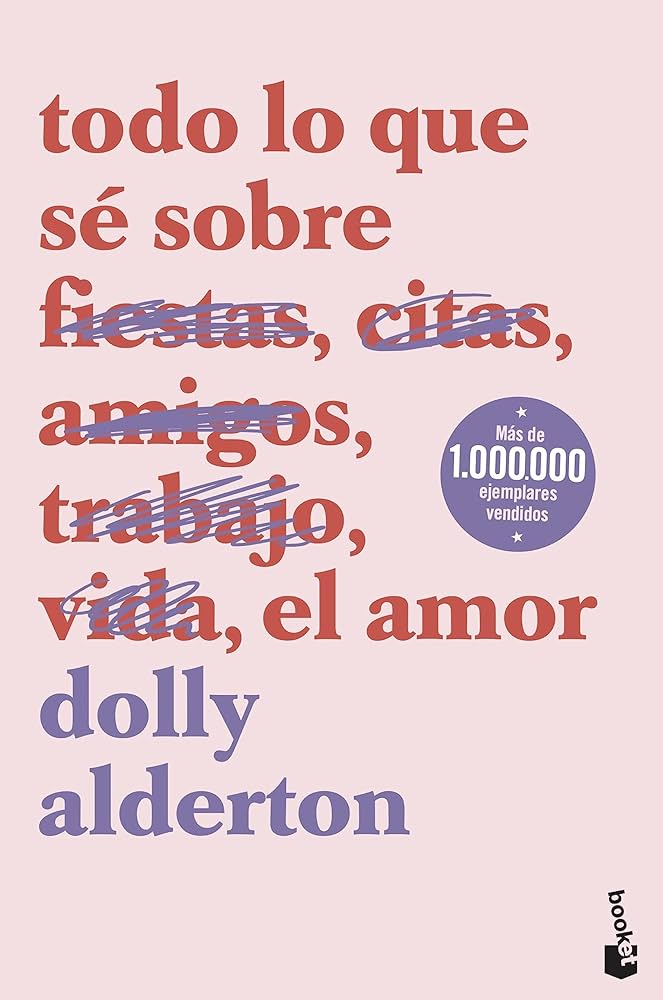 todo lo que
sé sobre
fiestas, citas,
amigos,
trabajo,
vida, el amor
dolly
alderton
Más de
1.000.000
ejemplares
vendidos
booket